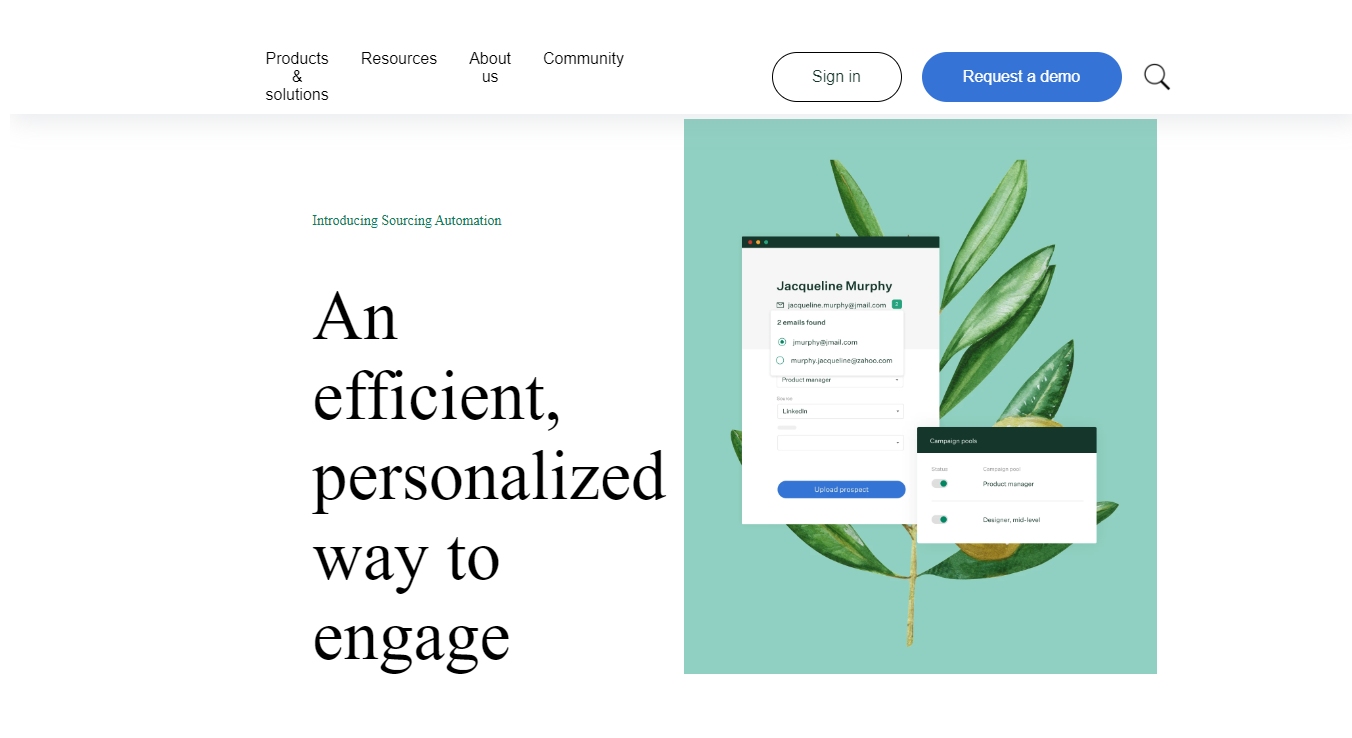 Products
&
solutions
Resources
About
us
Community
Sign in
Request a demo
Introducing Sourcing Automation
An
efficient,
personalized
way to
engage
Jacqueline Murphy
jacqueline.murphy@jmail.com 2
2 emails found
jmurphy@jmail.com
murphy.jacqueline@zahoo.com
Product manager
Source
LinkedIn
Upload prospect
Campaign pools
Status Campaign pool
Product manager
Designer, mid-level